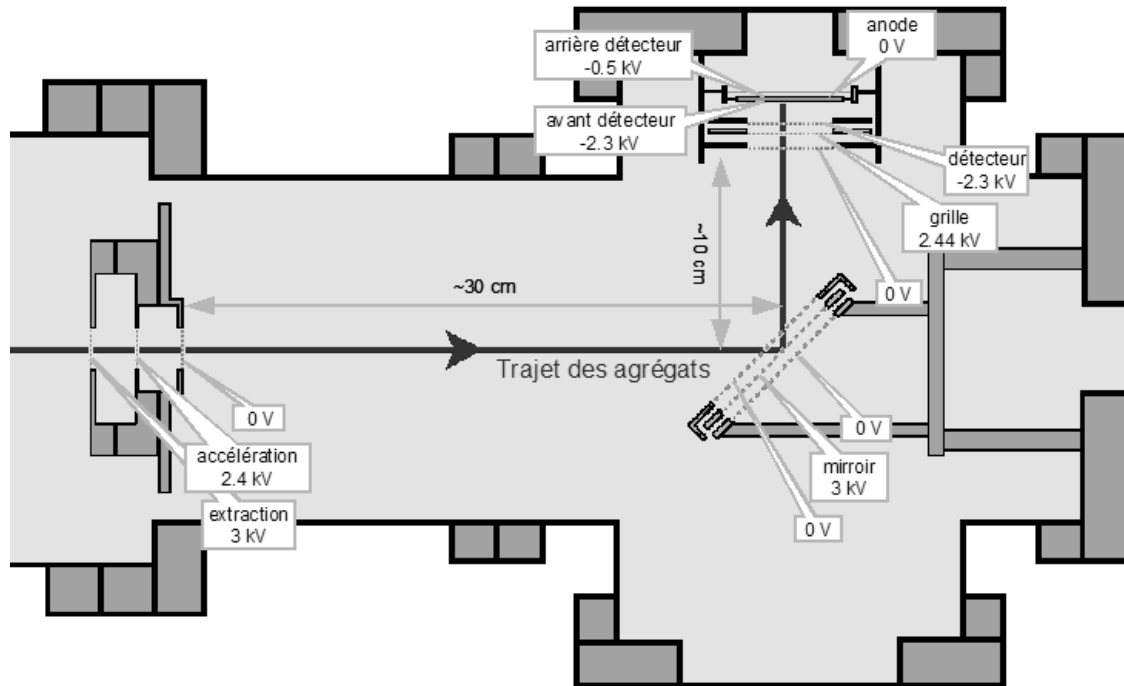 anode
0 V
arrière détecteur
-0.5 kV
avant détecteur
-2.3 kV
détecteur
-2.3 kV
grille
2.44 kV
0 V
~10 cm
~30 cm
Trajet des agrégats
0 V
accélération
2.4 kV
extraction
3 kV
0 V
mirroir
3 kV
0 V